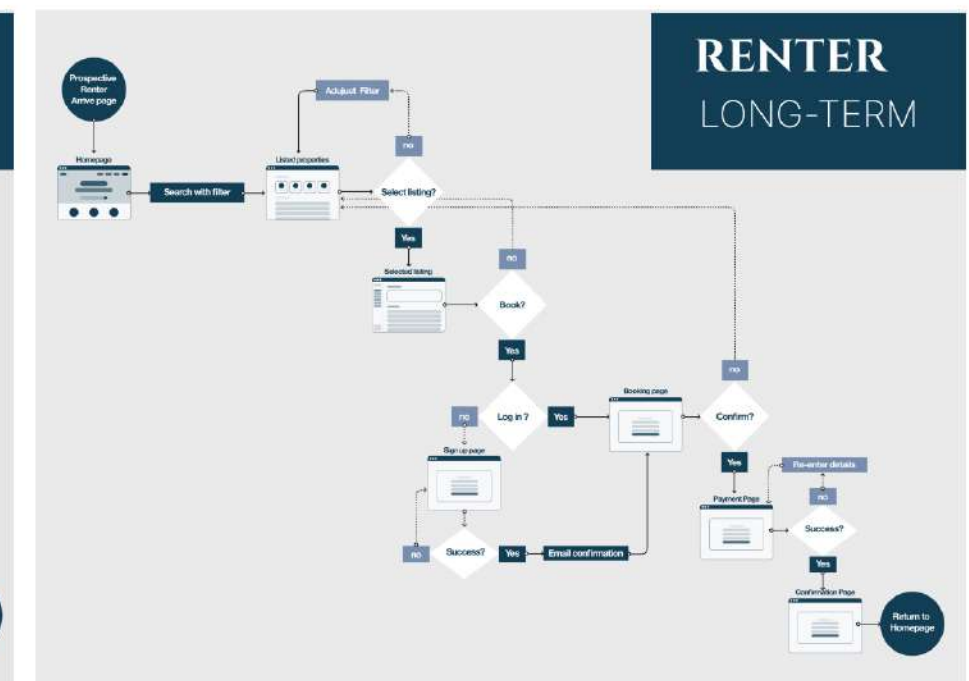 RENTER
LONG-TERM
Prospective
Renter
Arrive page
Adujust Filter
no
Homepage
Listed properties
Search with filter
Select listing?
Yes
no
Selected listing
Book?
Yes
no
Booking page
no
Log in ?
Yes
Confirm?
Sign up page
Yes
Re-enter details
Payment Page
no
Success?
no
Success?
Yes
Email confirmation
Yes
Confirmation Page
Return to
Homepage